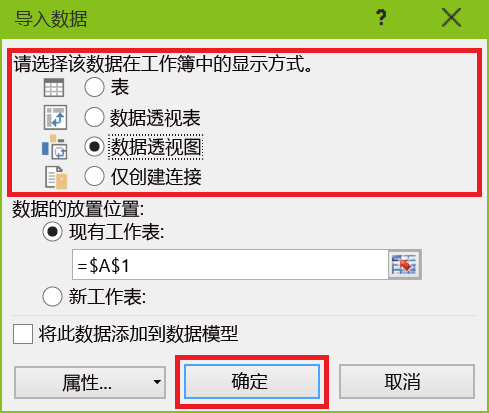 导入数据 ?
请选择该数据在工作簿中的显示方式。
表
数据透视表
数据透视图
仅创建连接
数据的放置位置:
现有工作表:
=$A$1
新工作表:
将此数据添加到数据模型
属性... 确定 取消